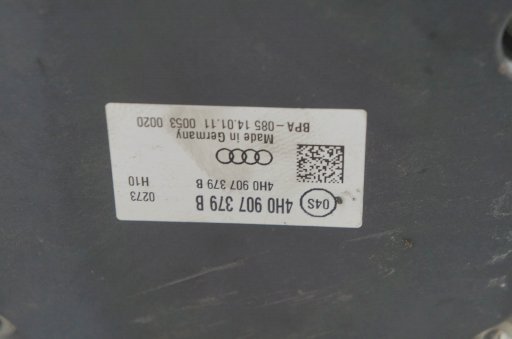 04S 4H0 907 379 B 0273
4H0 907 379 B H10
Made in Germany
BPA-085 14.01.11 0053 0020